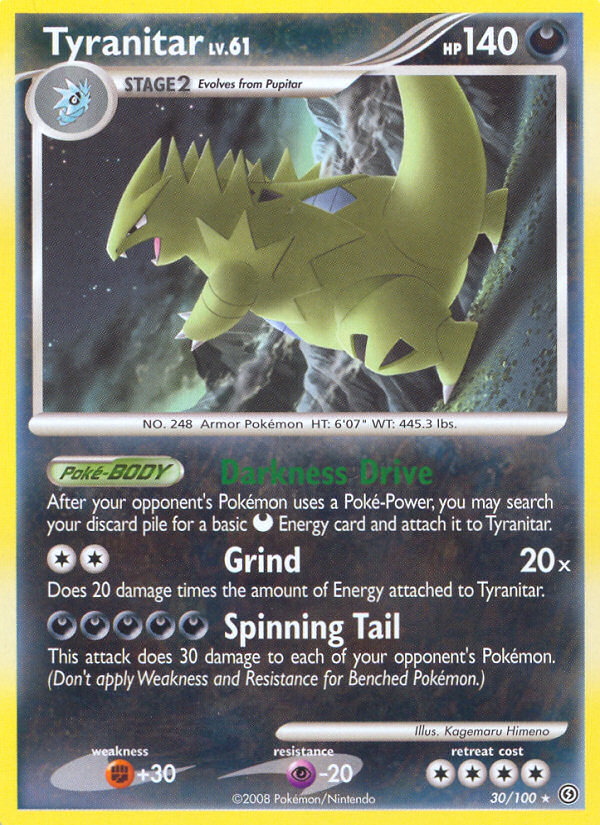 Tyranitar LV.61 HP 140
STAGE2 Evolves from Pupitar
NO. 248 Armor Pokémon HT: 6'07" WT: 445.3 lbs.
Poké-BODY Darkness Drive
After your opponent's Pokémon uses a Poké-Power, you may search
your discard pile for a basic Energy card and attach it to Tyranitar.
Grind 20x
Does 20 damage times the amount of Energy attached to Tyranitar.
Spinning Tail
This attack does 30 damage to each of your opponent's Pokémon.
(Don't apply Weakness and Resistance for Benched Pokémon.)
Illus. Kagemaru Himeno
weakness resistance retreat cost
+30 -20
©2008 Pokémon/Nintendo 30/100 ★